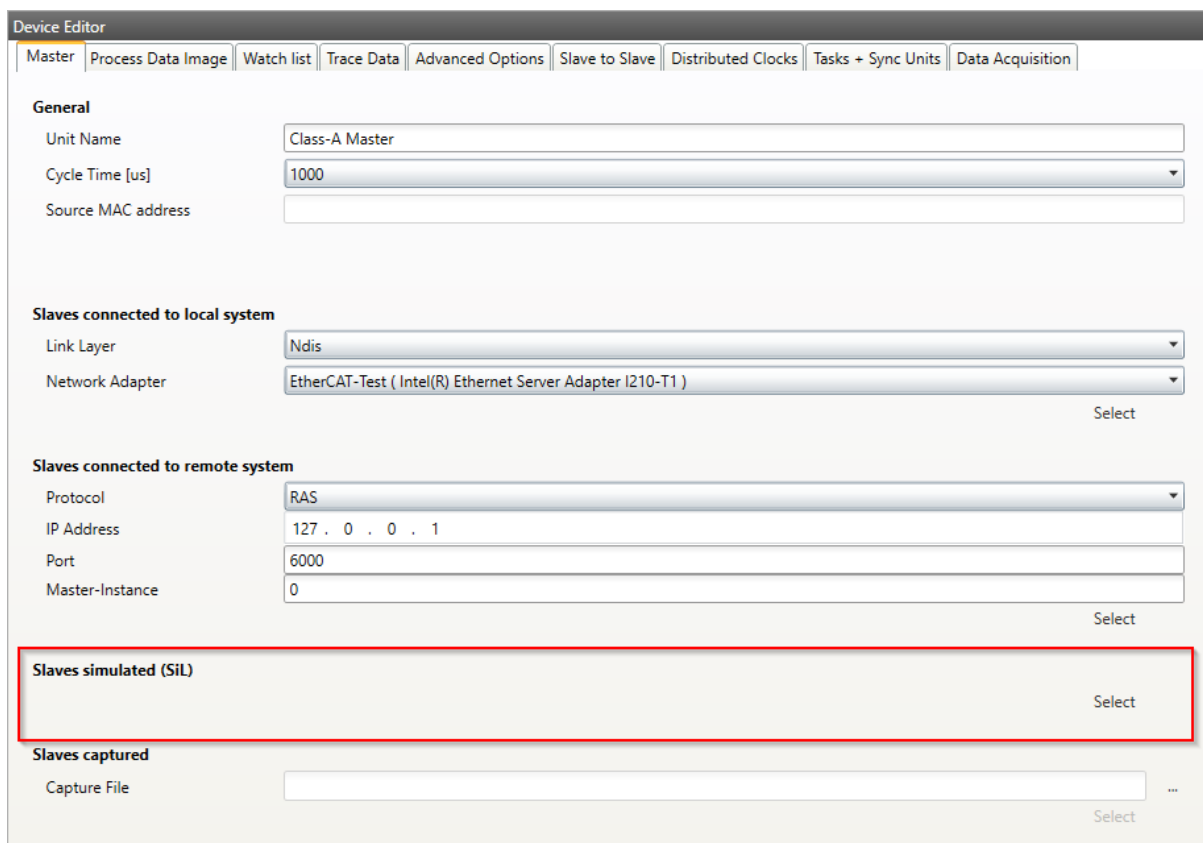 Device Editor
Master Process Data Image Watch list Trace Data Advanced Options Slave to Slave Distributed Clocks Tasks + Sync Units Data Acquisition
General
Unit Name Class-A Master
Cycle Time [us] 1000
Source MAC address
Slaves connected to local system
Link Layer Ndis
Network Adapter EtherCAT-Test ( Intel(R) Ethernet Server Adapter I210-T1 )
Select
Slaves connected to remote system
Protocol RAS
IP Address 127 . 0 . 0 . 1
Port 6000
Master-Instance 0
Select
Slaves simulated (SiL)
Select
Slaves captured
Capture File ...
Select